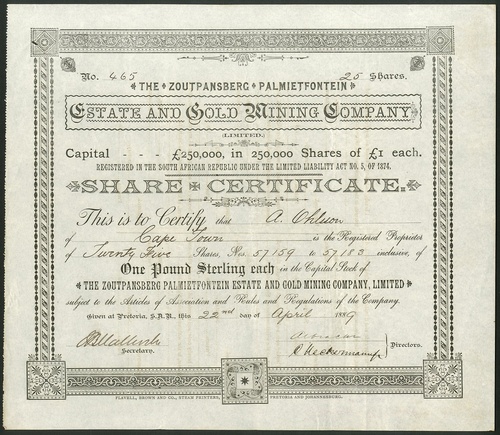 No. 465 25 Shares.
THE ZOUTPANSBERG PALMIETFONTEIN
ESTATE AND GOLD MINING COMPANY
(LIMITED.)
Capital - - - £250,000, in 250,000 Shares of £1 each.
REGISTERED IN THE SOUTH AFRICAN REPUBLIC UNDER THE LIMITED LIABILITY ACT NO. 5, OF 1874.
SHARE CERTIFICATE.
This is to Certify that A. Ohlsson
of Cape Town is the Registered Proprietor
of Twenty Five Shares, Nos. 57159 to 57183 inclusive, of
One Pound Sterling each in the Capital Stock of
THE ZOUTPANSBERG PALMIETFONTEIN ESTATE AND GOLD MINING COMPANY, LIMITED
subject to the Articles of Association and Rules and Regulations of the Company.
Given at Pretoria, S.A.R., this 22nd day of April 1889
Directors.
Secretary.
FLAVELL, BROWN AND CO., STEAM PRINTERS, PRETORIA AND JOHANNESBURG.